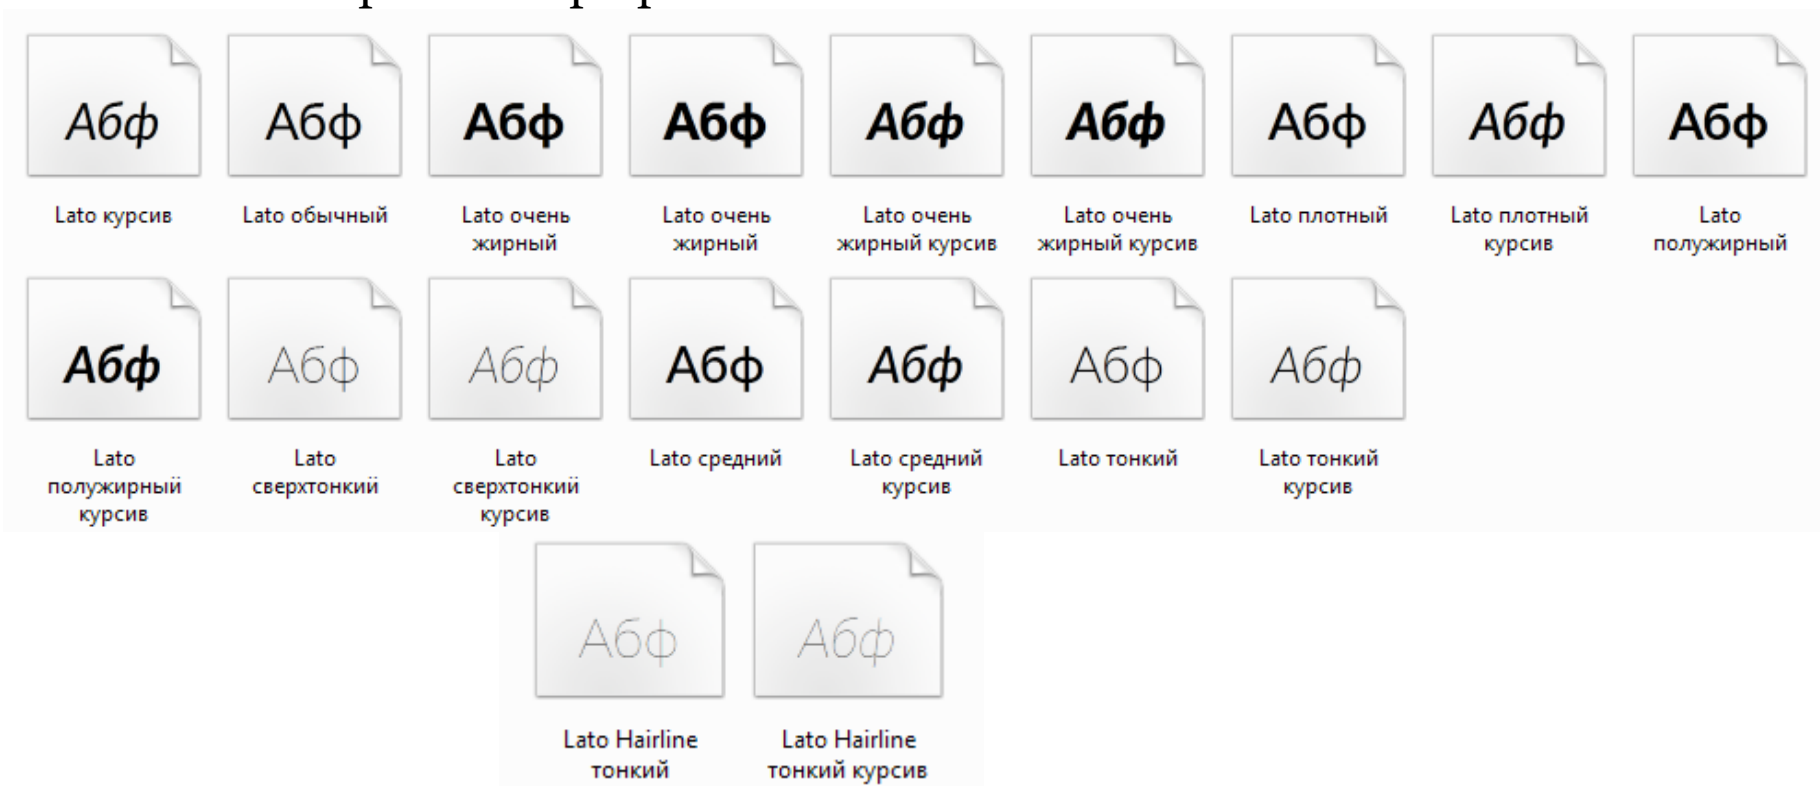 Абф Абф Абф Абф Абф Абф Абф Абф Абф
Lato курсив Lato обычный Lato очень Lato очень Lato очень Lato очень Lato плотный Lato плотный Lato
жирный жирный жирный курсив жирный курсив курсив полужирный
Абф Абф Абф Абф Абф Абф Абф
Lato Lato Lato Lato средний Lato средний Lato тонкий Lato тонкий
полужирный сверхтонкий сверхтонкий курсив курсив
курсив курсив
Абф Абф
Lato Hairline Lato Hairline
тонкий тонкий курсив